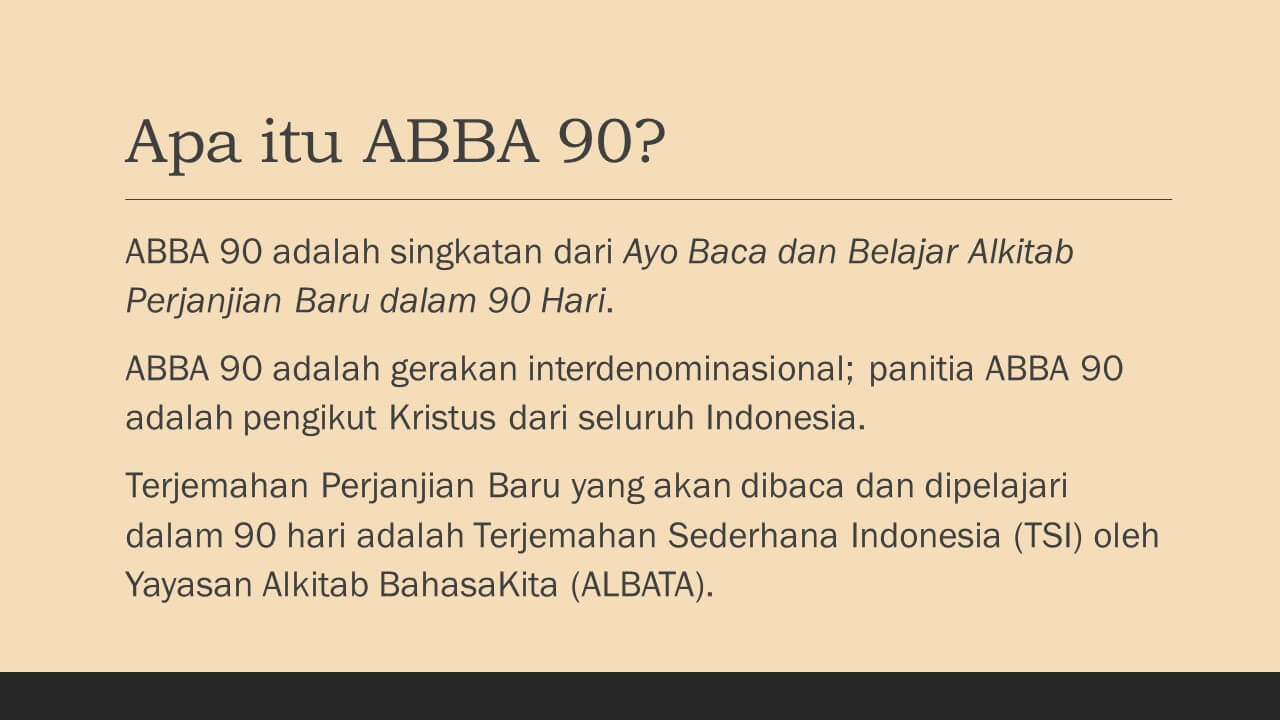 Apa itu ABBA 90?
ABBA 90 adalah singkatan dari Ayo Baca dan Belajar Alkitab
Perjanjian Baru dalam 90 Hari.
ABBA 90 adalah gerakan interdenominasional; panitia ABBA 90
adalah pengikut Kristus dari seluruh Indonesia.
Terjemahan Perjanjian Baru yang akan dibaca dan dipelajari
dalam 90 hari adalah Terjemahan Sederhana Indonesia (TSI) oleh
Yayasan Alkitab BahasaKita (ALBATA).